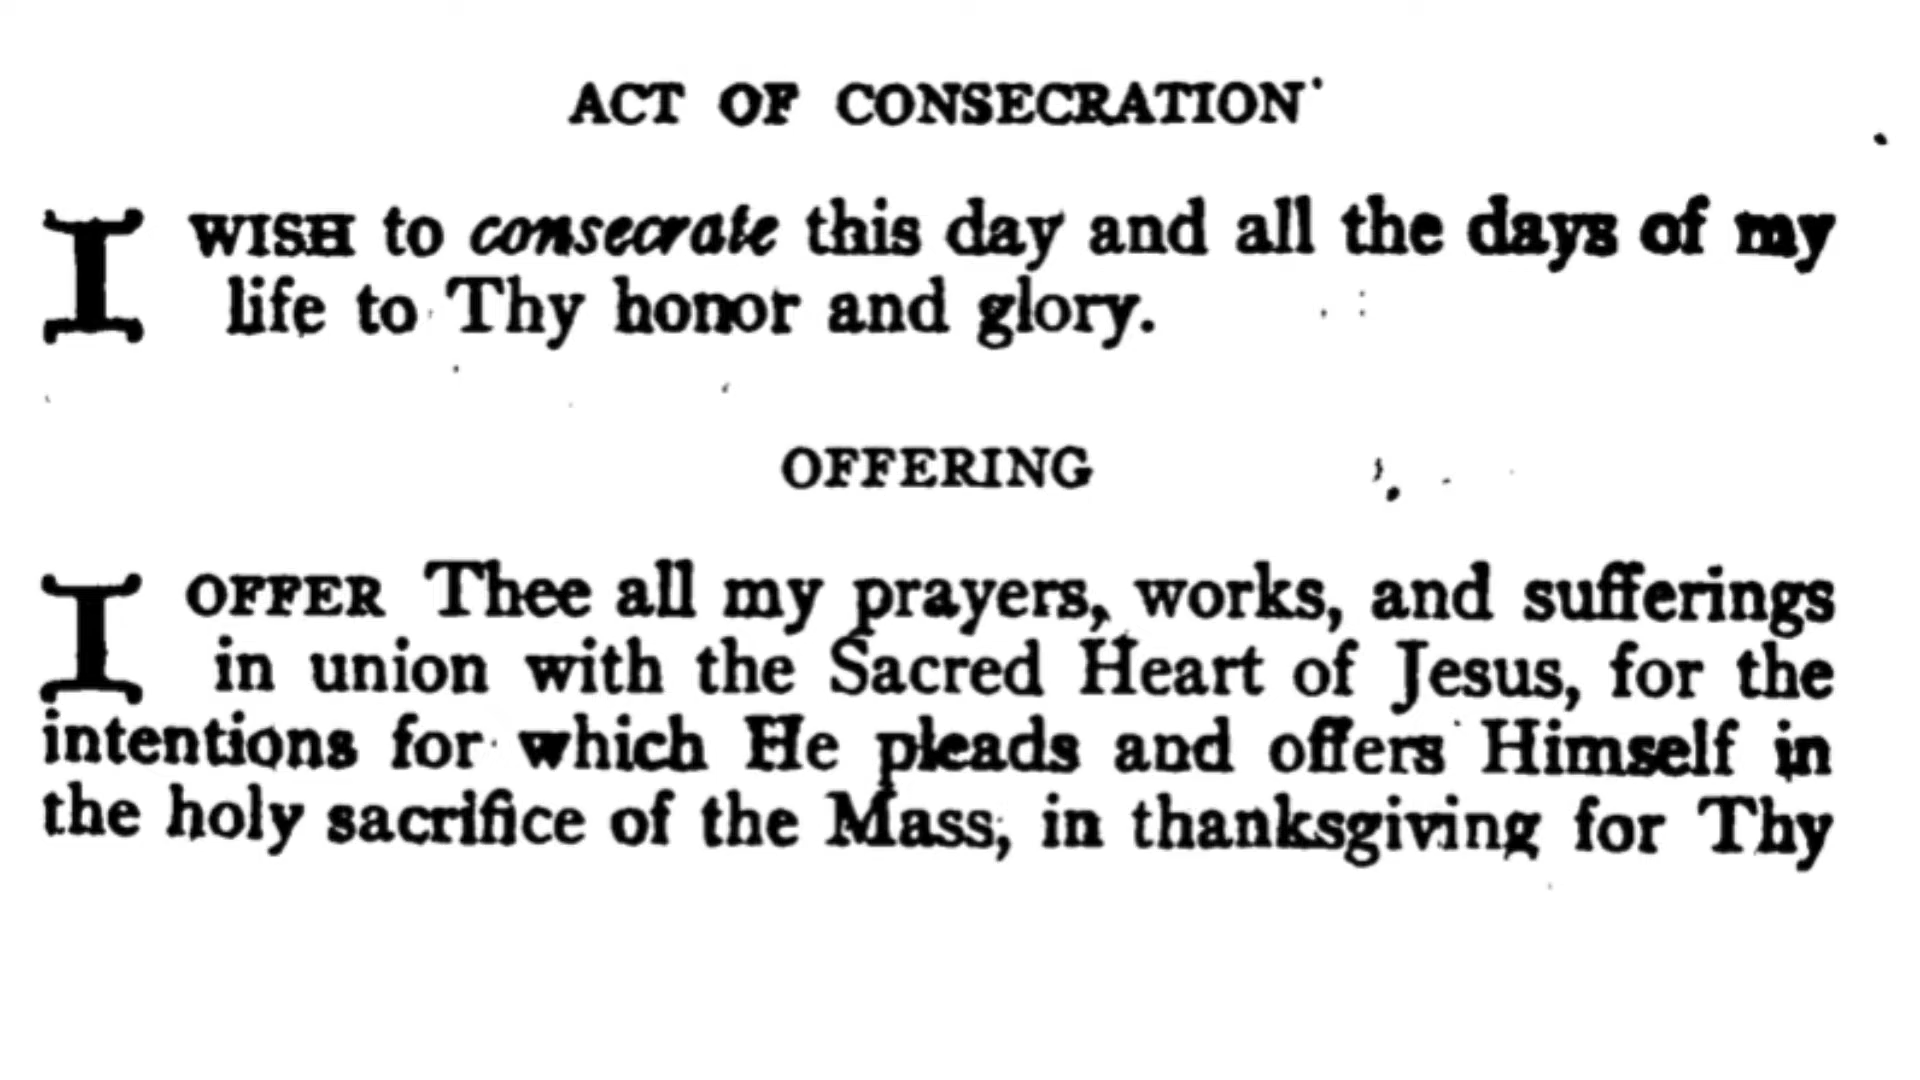 ACT OF CONSECRATION
I WISH to consecrate this day and all the days of my
life to Thy honor and glory.
OFFERING
I OFFER Thee all my prayers, works, and sufferings
in union with the Sacred Heart of Jesus, for the
intentions for which He pleads and offers Himself in
the holy sacrifice of the Mass, in thanksgiving for Thy